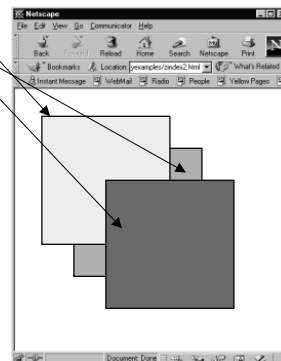 Netscape
File Edit View Go Communicator Help
Back Forward Reload Home Search Netscape Print
Bookmarks Location: yexamples/zindex2.html What's Related
Instant Message WebMail Radio People Yellow Pages
Document: Done